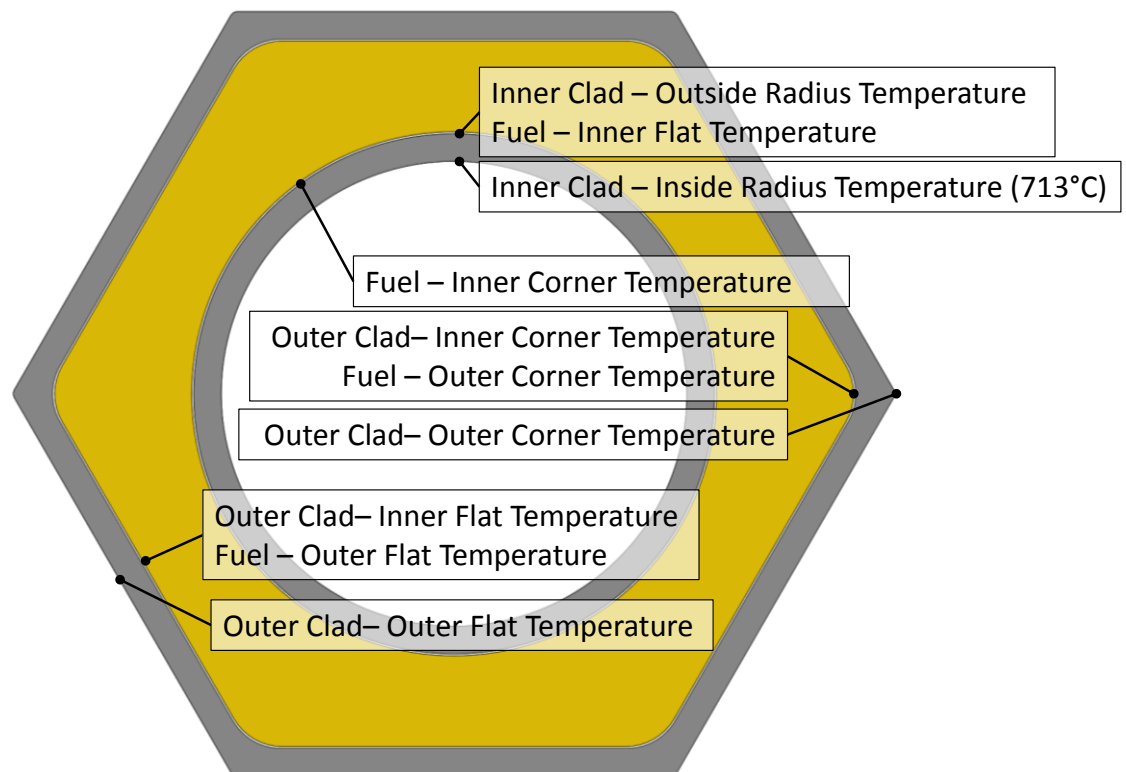 Inner Clad – Outside Radius Temperature
Fuel – Inner Flat Temperature
Inner Clad – Inside Radius Temperature (713°C)
Fuel – Inner Corner Temperature
Outer Clad– Inner Corner Temperature
Fuel – Outer Corner Temperature
Outer Clad– Outer Corner Temperature
Outer Clad– Inner Flat Temperature
Fuel – Outer Flat Temperature
Outer Clad– Outer Flat Temperature